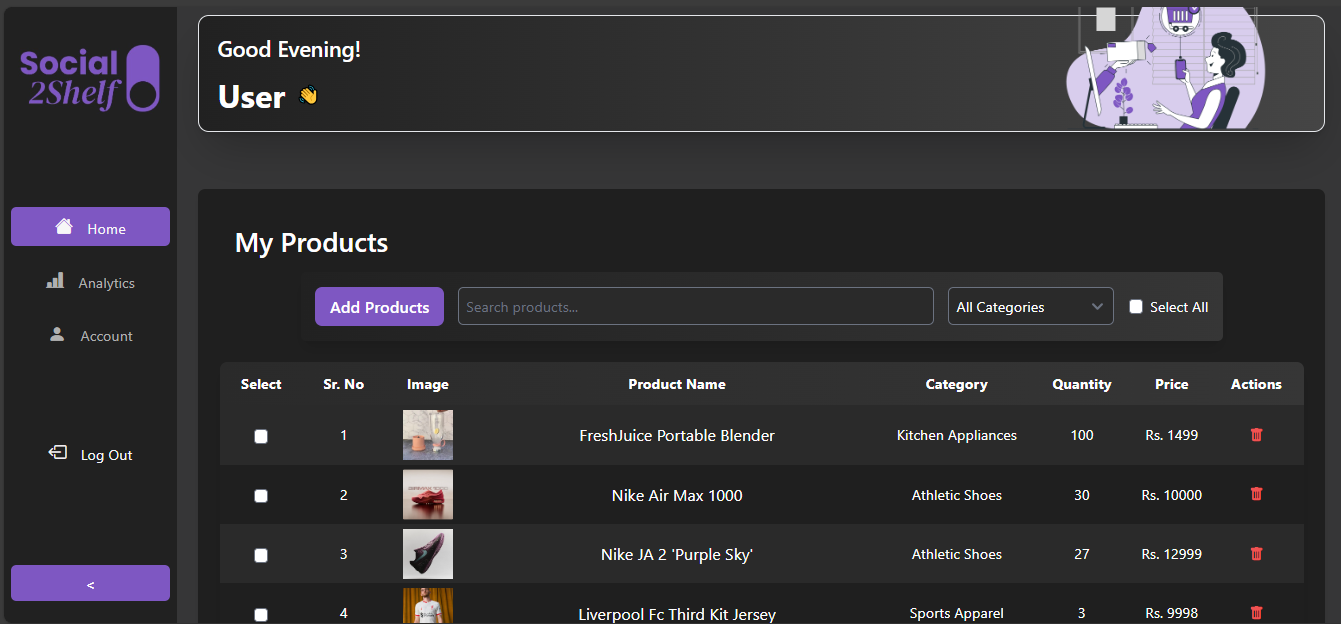 Social
2Shelf
Good Evening!
User 👋
Home
Analytics
Account
Log Out
<
My Products
Add Products
Search products...
All Categories
Select All
Select Sr. No Image Product Name Category Quantity Price Actions
1 FreshJuice Portable Blender Kitchen Appliances 100 Rs. 1499
2 Nike Air Max 1000 Athletic Shoes 30 Rs. 10000
3 Nike JA 2 'Purple Sky' Athletic Shoes 27 Rs. 12999
4 Liverpool Fc Third Kit Jersey Sports Apparel 3 Rs. 9998